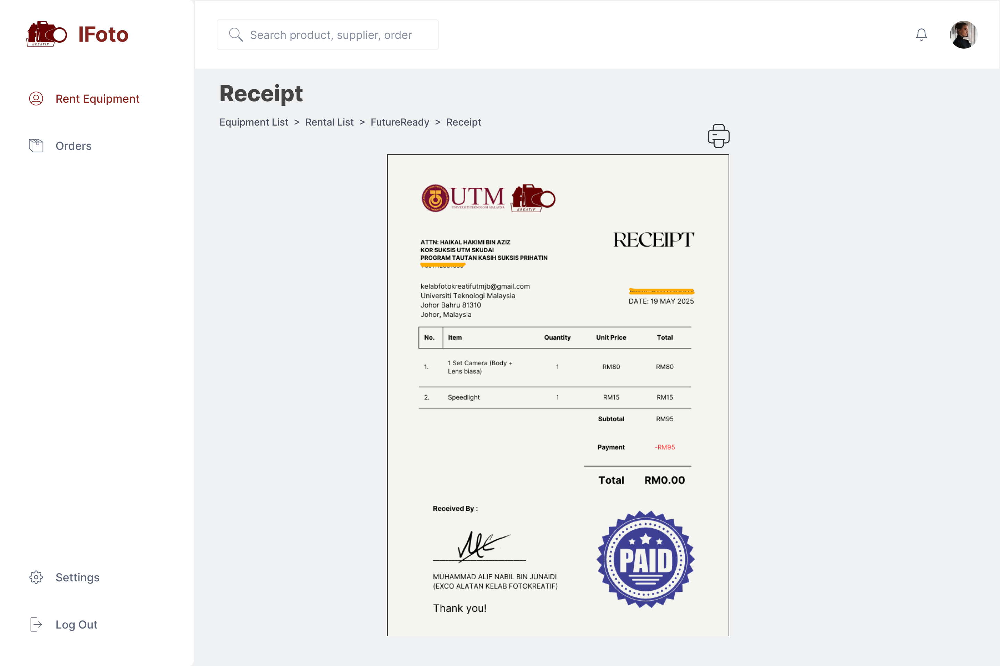 KREATIF
IFoto
Search product, supplier, order
Rent Equipment
Orders
Settings
Log Out
Receipt
Equipment List > Rental List > FutureReady > Receipt
UTM
UNIVERSITI TEKNOLOGI MALAYSIA
KREATIF
RECEIPT
ATTN: HAIKAL HAKIMI BIN AZIZ
KOR SUKSIS UTM SKUDAI
PROGRAM TAUTAN KASIH SUKSIS PRIHATIN
kelabfotokreatifutmjb@gmail.com
Universiti Teknologi Malaysia
Johor Bahru 81310
Johor, Malaysia
DATE: 19 MAY 2025
No. Item Quantity Unit Price Total
1. 1 Set Camera (Body + Lens biasa) 1 RM80 RM80
2. Speedlight 1 RM15 RM15
Subtotal RM95
Payment -RM95
Total RM0.00
Received By :
MUHAMMAD ALIF NABIL BIN JUNAIDI
(EXCO ALATAN KELAB FOTOKREATIF)
Thank you!
PAID